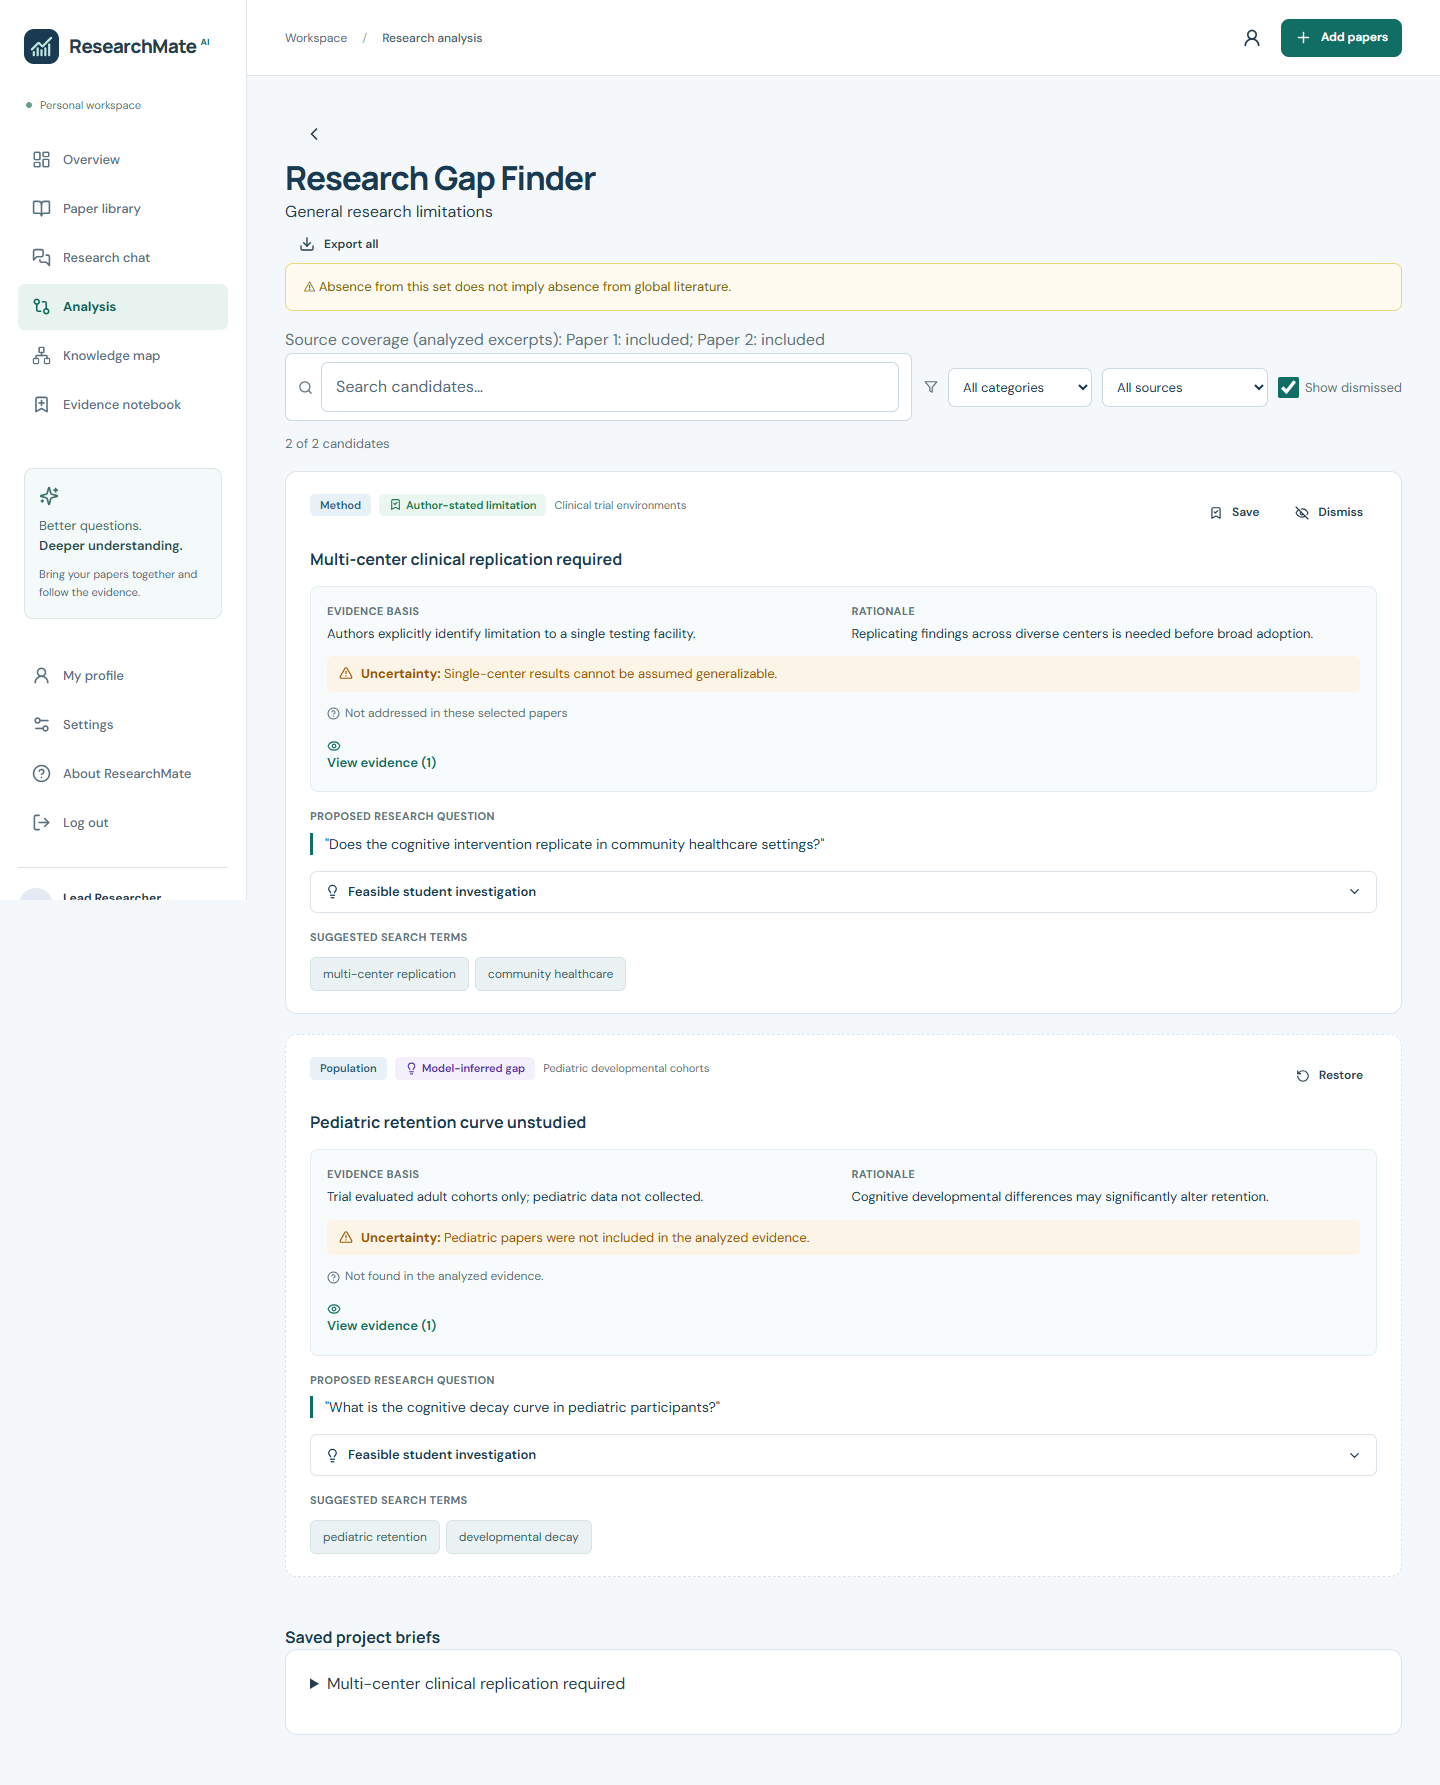 ResearchMate AI
Personal workspace
Overview
Paper library
Research chat
Analysis
Knowledge map
Evidence notebook
Better questions.
Deeper understanding.
Bring your papers together and
follow the evidence.
My profile
Settings
About ResearchMate
Log out
Lead Researcher
Workspace / Research analysis
Add papers
Research Gap Finder
General research limitations
Export all
Absence from this set does not imply absence from global literature.
Source coverage (analyzed excerpts): Paper 1: included; Paper 2: included
Search candidates...
All categories
All sources
Show dismissed
2 of 2 candidates
Method
Author-stated limitation
Clinical trial environments
Save
Dismiss
Multi-center clinical replication required
EVIDENCE BASIS
Authors explicitly identify limitation to a single testing facility.
RATIONALE
Replicating findings across diverse centers is needed before broad adoption.
Uncertainty: Single-center results cannot be assumed generalizable.
Not addressed in these selected papers
View evidence (1)
PROPOSED RESEARCH QUESTION
"Does the cognitive intervention replicate in community healthcare settings?"
Feasible student investigation
SUGGESTED SEARCH TERMS
multi-center replication
community healthcare
Population
Model-inferred gap
Pediatric developmental cohorts
Restore
Pediatric retention curve unstudied
EVIDENCE BASIS
Trial evaluated adult cohorts only; pediatric data not collected.
RATIONALE
Cognitive developmental differences may significantly alter retention.
Uncertainty: Pediatric papers were not included in the analyzed evidence.
Not found in the analyzed evidence.
View evidence (1)
PROPOSED RESEARCH QUESTION
"What is the cognitive decay curve in pediatric participants?"
Feasible student investigation
SUGGESTED SEARCH TERMS
pediatric retention
developmental decay
Saved project briefs
Multi-center clinical replication required